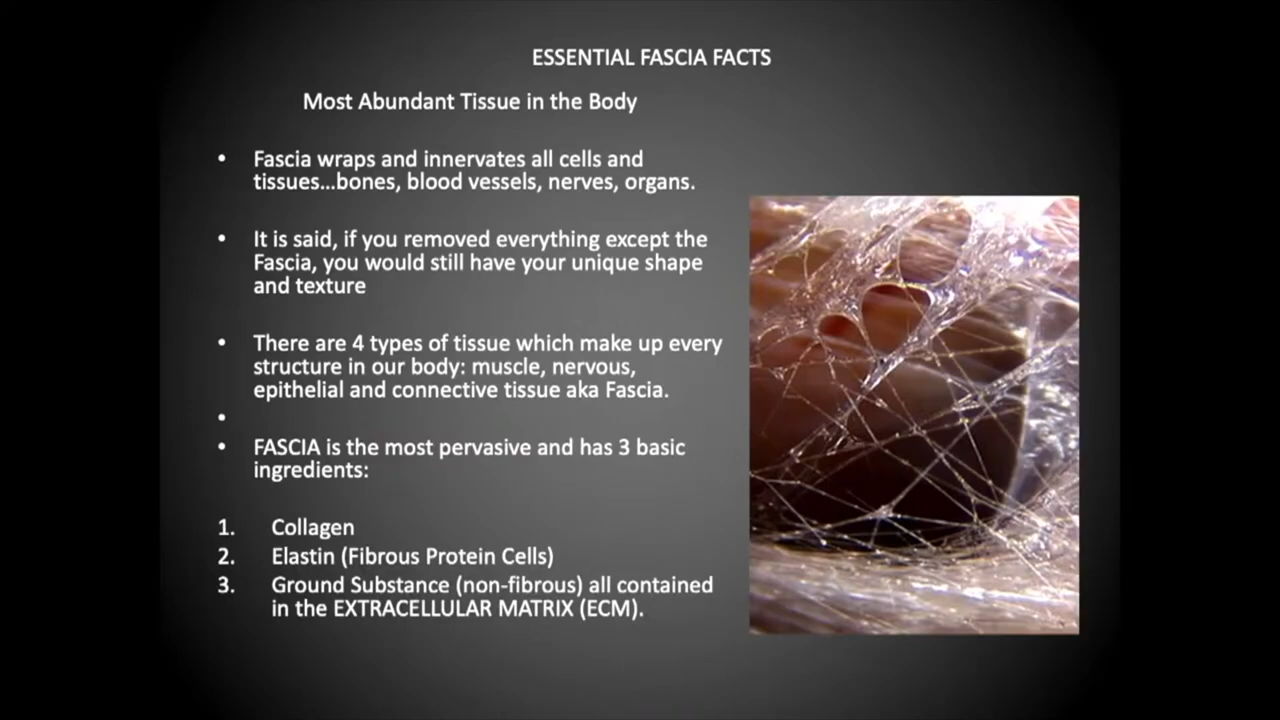 ESSENTIAL FASCIA FACTS
Most Abundant Tissue in the Body
• Fascia wraps and innervates all cells and
tissues...bones, blood vessels, nerves, organs.
• It is said, if you removed everything except the
Fascia, you would still have your unique shape
and texture
• There are 4 types of tissue which make up every
structure in our body: muscle, nervous,
epithelial and connective tissue aka Fascia.
•
• FASCIA is the most pervasive and has 3 basic
ingredients:
1. Collagen
2. Elastin (Fibrous Protein Cells)
3. Ground Substance (non-fibrous) all contained
in the EXTRACELLULAR MATRIX (ECM).